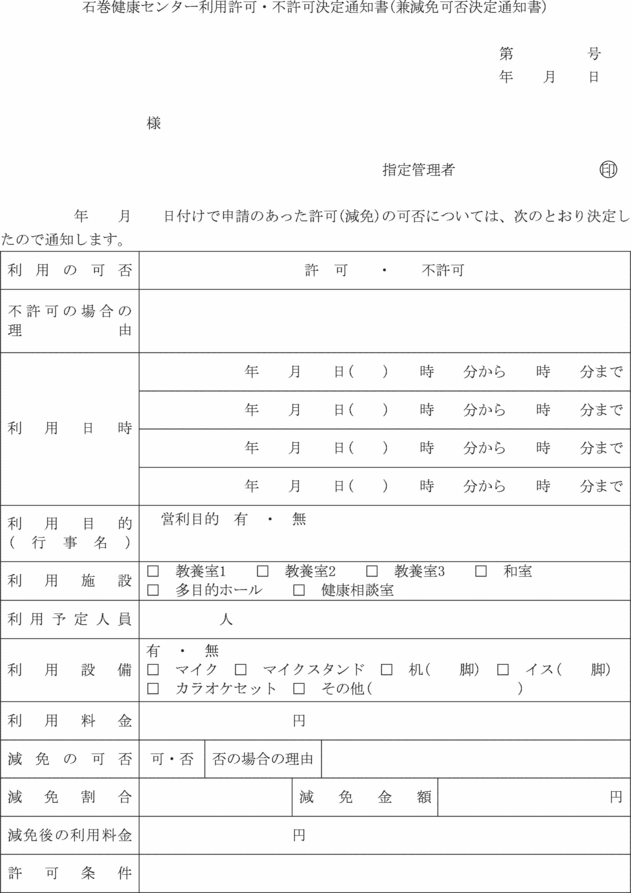 石巻健康センター利用許可・不許可決定通知書(兼減免可否決定通知書)
第　　　　　号
年　　月　　日
様
指定管理者　　　　　　　　　　㊞
年　　月　　日付けで申請のあった許可(減免)の可否については、次のとおり決定し
たので通知します。
利用の可否　許　可　　・　　不許可
不許可の場合の
理由
利用日時
年　　月　　日(　　)　　時　　分から　　時　　分まで
年　　月　　日(　　)　　時　　分から　　時　　分まで
年　　月　　日(　　)　　時　　分から　　時　　分まで
年　　月　　日(　　)　　時　　分から　　時　　分まで
利用目的
(行事名)
営利目的　有　・　無
利用施設
□　教養室1　　□　教養室2　　□　教養室3　　□　和室
□　多目的ホール　　□　健康相談室
利用予定人員　　　　　人
利用設備
有　・　無
□　マイク　□　マイクスタンド　□　机(　　脚)　□　イス(　　脚)
□　カラオケセット　□　その他(　　　　　　　　　　)
利用料金　　　　　円
減免の可否　可・否　否の場合の理由
減免割合　　　　　減免金額　　　　　円
減免後の利用料金　　　　　円
許可条件